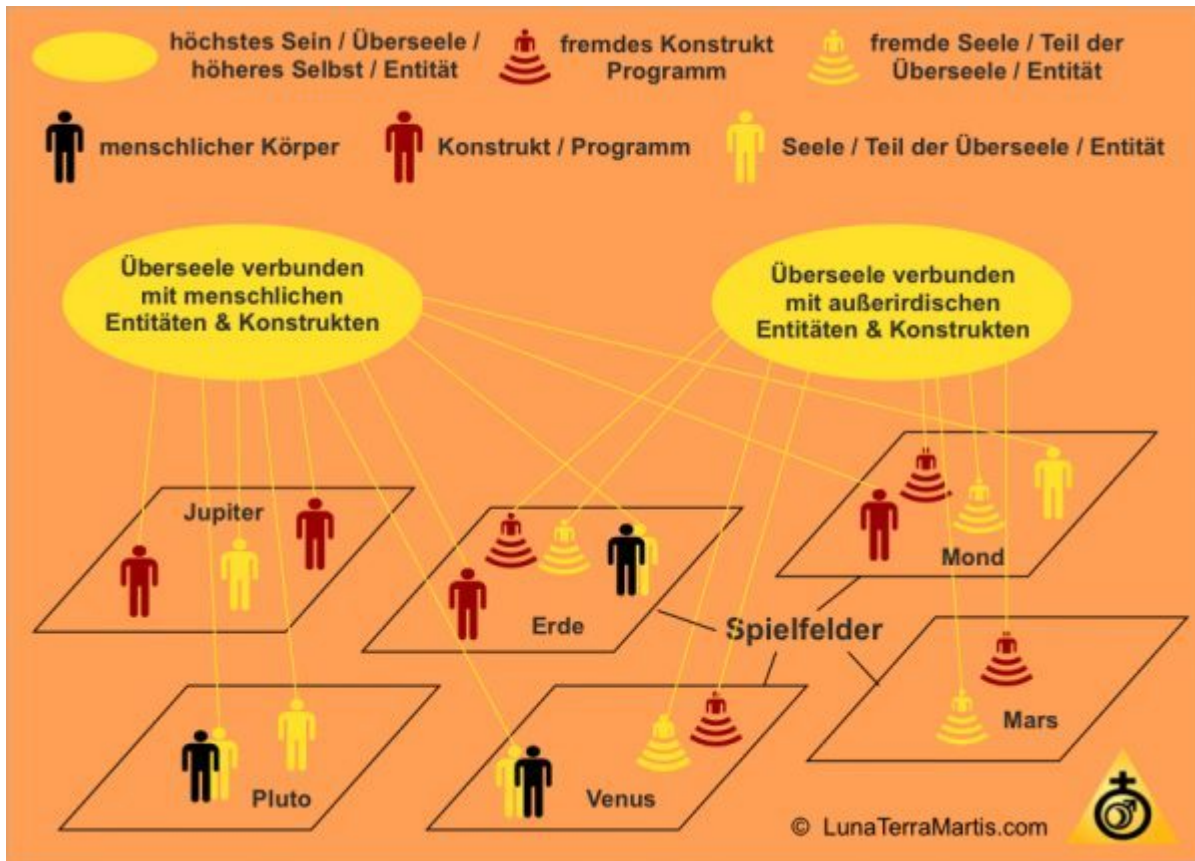 höchstes Sein / Überseele /
höheres Selbst / Entität
fremdes Konstrukt
Programm
fremde Seele / Teil der
Überseele / Entität
menschlicher Körper
Konstrukt / Programm
Seele / Teil der Überseele / Entität
Überseele verbunden
mit menschlichen
Entitäten & Konstrukten
Überseele verbunden
mit außerirdischen
Entitäten & Konstrukten
Jupiter
Erde
Mond
Spielfelder
Pluto
Venus
Mars
© LunaTerraMartis.com